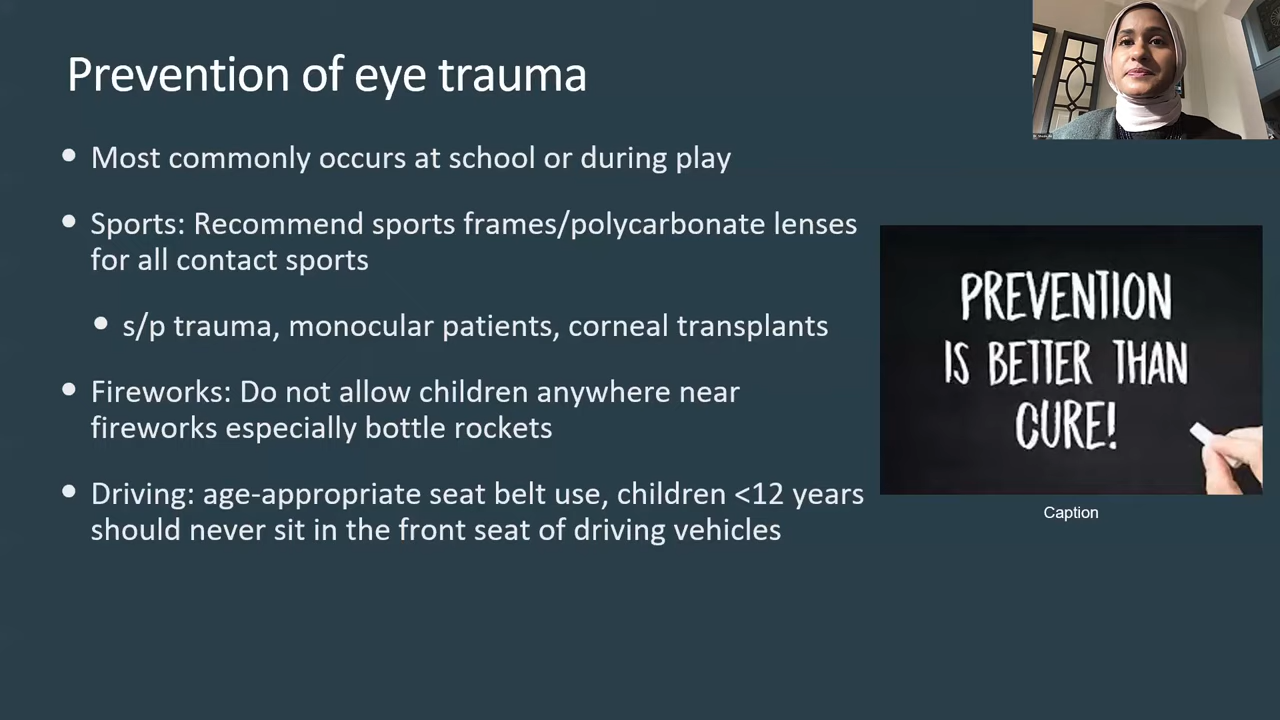 Prevention of eye trauma
• Most commonly occurs at school or during play
• Sports: Recommend sports frames/polycarbonate lenses
for all contact sports
• s/p trauma, monocular patients, corneal transplants
• Fireworks: Do not allow children anywhere near
fireworks especially bottle rockets
• Driving: age-appropriate seat belt use, children <12 years
should never sit in the front seat of driving vehicles
PREVENTION
IS BETTER THAN
CURE!
Caption